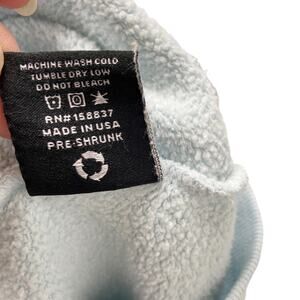 MACHINE WASH COLD
TUMBLE DRY LOW
DO NOT BLEACH
RN#158837
MADE IN USA
PRE-SHRUNK